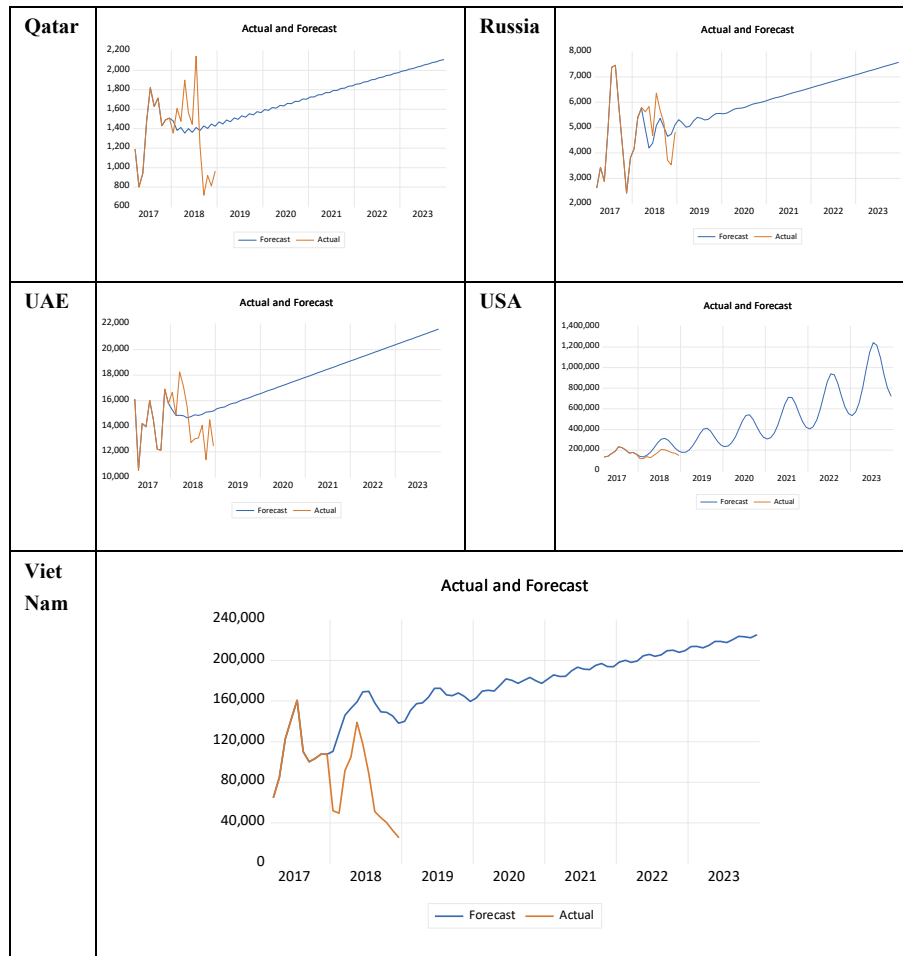 Qatar
Actual and Forecast
2,200
2,000
1,800
1,600
1,400
1,200
1,000
800
600
2017 2018 2019 2020 2021 2022 2023
Forecast Actual
Russia
Actual and Forecast
8,000
7,000
6,000
5,000
4,000
3,000
2,000
2017 2018 2019 2020 2021 2022 2023
Forecast Actual
UAE
Actual and Forecast
22,000
20,000
18,000
16,000
14,000
12,000
10,000
2017 2018 2019 2020 2021 2022 2023
Forecast Actual
USA
Actual and Forecast
1,400,000
1,200,000
1,000,000
800,000
600,000
400,000
200,000
0
2017 2018 2019 2020 2021 2022 2023
Forecast Actual
Viet
Nam
Actual and Forecast
240,000
200,000
160,000
120,000
80,000
40,000
0
2017 2018 2019 2020 2021 2022 2023
Forecast Actual